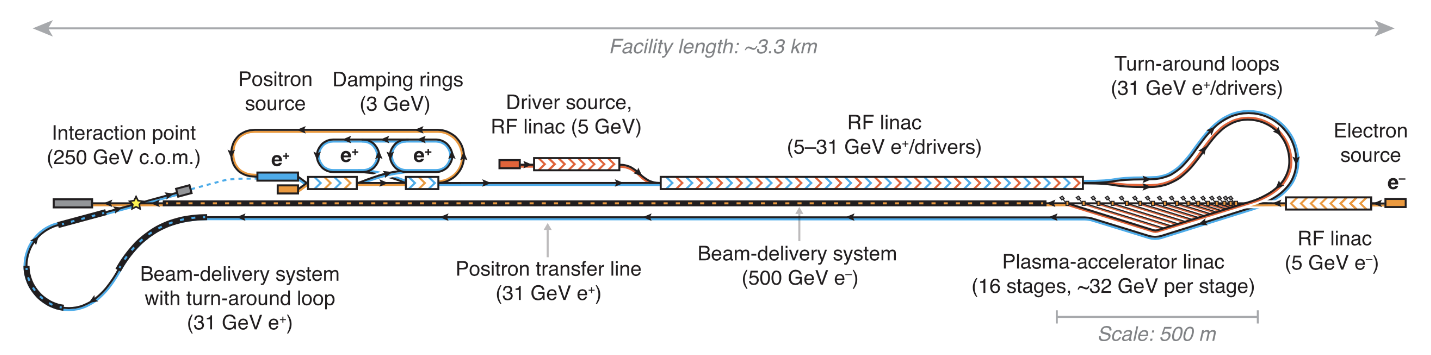 Facility length: ~3.3 km
Turn-around loops
(31 GeV e⁺/drivers)
Positron
source
Damping rings
(3 GeV)
Driver source,
RF linac (5 GeV)
RF linac
(5–31 GeV e⁺/drivers)
Electron
source
Interaction point
(250 GeV c.o.m.)
e⁺
e⁺
e⁺
e⁻
Beam-delivery system
with turn-around loop
(31 GeV e⁺)
Positron transfer line
(31 GeV e⁺)
Beam-delivery system
(500 GeV e⁻)
Plasma-accelerator linac
(16 stages, ~32 GeV per stage)
RF linac
(5 GeV e⁻)
Scale: 500 m